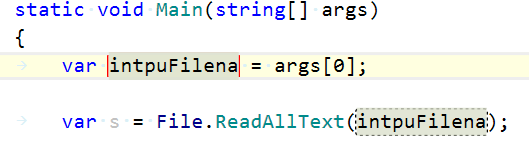 static void Main(string[] args)
{
var intpuFilena = args[0];
var s = File.ReadAllText(intpuFilena);